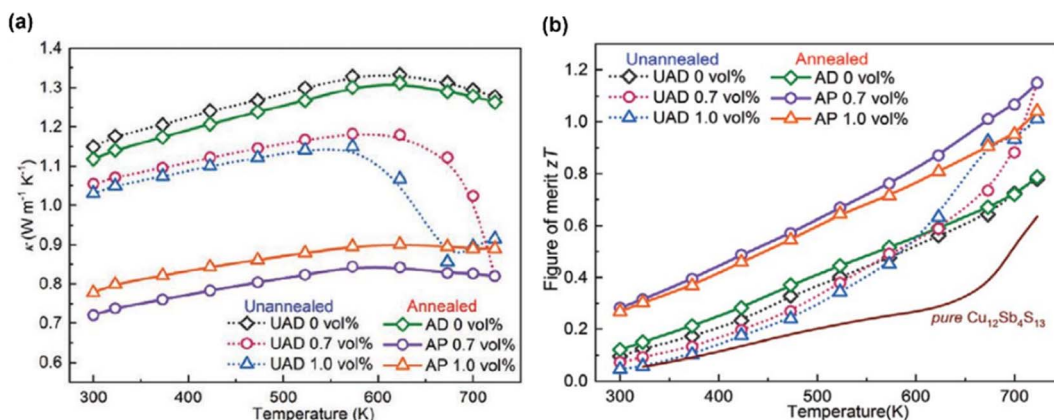 (a)
1.4
1.3
1.2
1.1
1.0
0.9
0.8
0.7
0.6
κ (W m⁻¹ K⁻¹)
Unannealed Annealed
UAD 0 vol% AD 0 vol%
UAD 0.7 vol% AP 0.7 vol%
UAD 1.0 vol% AP 1.0 vol%
300 400 500 600 700
Temperature (K)
(b)
Unannealed Annealed
UAD 0 vol% AD 0 vol%
UAD 0.7 vol% AP 0.7 vol%
UAD 1.0 vol% AP 1.0 vol%
1.2
1.0
0.8
0.6
0.4
0.2
0.0
Figure of merit zT
pure Cu₁₂Sb₄S₁₃
300 400 500 600 700
Temperature(K)